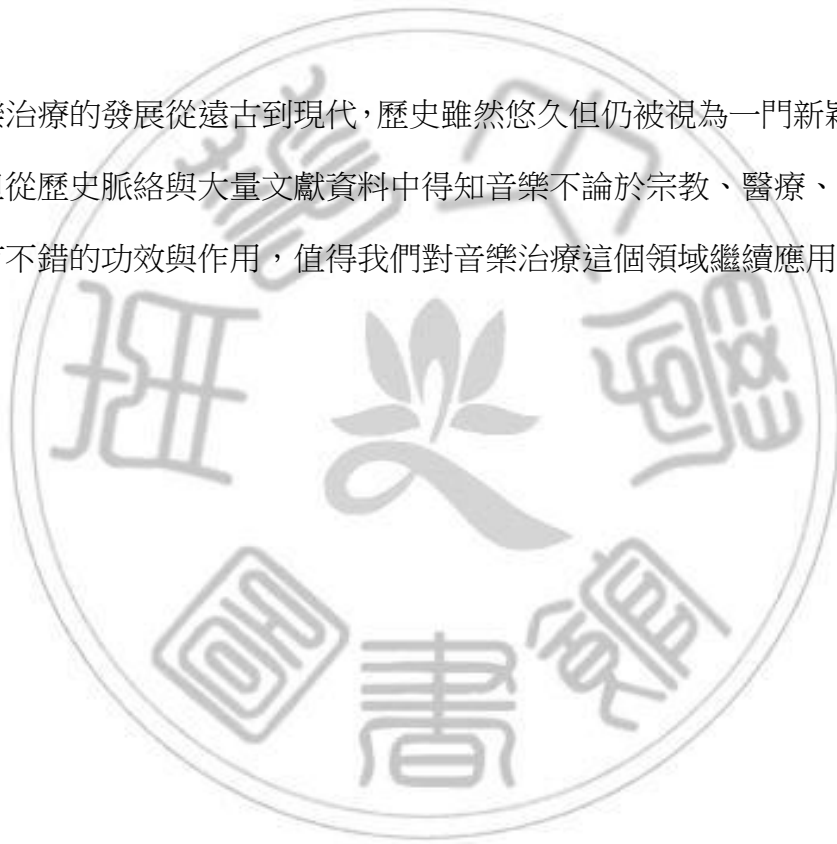 治療的發展從遠古到現代,歷史雖然悠久但仍被視為一門新
從歷史脈絡與大量文獻資料中得知音樂不論於宗教、醫療、
不錯的功效與作用,值得我們對音樂治療這個領域繼續應用
圖
書
館